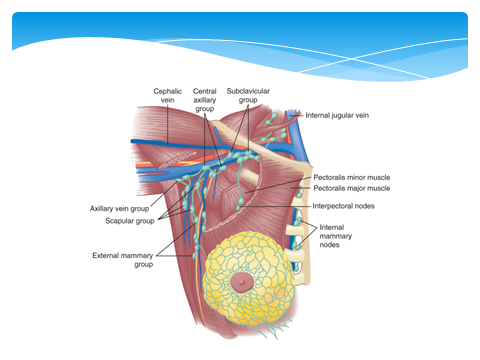 Cephalic
vein
Central
axillary
group
Subclavicular
group
Internal jugular vein
Pectoralis minor muscle
Pectoralis major muscle
Axillary vein group
Interpectoral nodes
Scapular group
Internal
mammary
nodes
External mammary
group